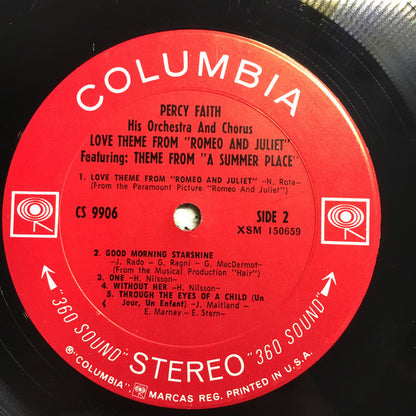 COLUMBIA
PERCY FAITH
His Orchestra And Chorus
LOVE THEME FROM "ROMEO AND JULIET"
Featuring: THEME FROM "A SUMMER PLACE"
1. LOVE THEME FROM "ROMEO AND JULIET" -N. Rota-
(From the Paramount Picture "Romeo And Juliet")
CS 9906
SIDE 2
XSM 150659
2. GOOD MORNING STARSHINE
-J. Rado - G. Ragni - G. MacDermot-
(From the Musical Production "Hair")
3. ONE -H. Nilsson-
4. WITHOUT HER -H. Nilsson-
5. THROUGH THE EYES OF A CHILD (Un
Jour, Un Enfant) -J. Maitland -
E. Marnay - E. Stern-
"360 SOUND" STEREO "360 SOUND"
℗ "COLUMBIA", MARCAS REG. PRINTED IN U.S.A.